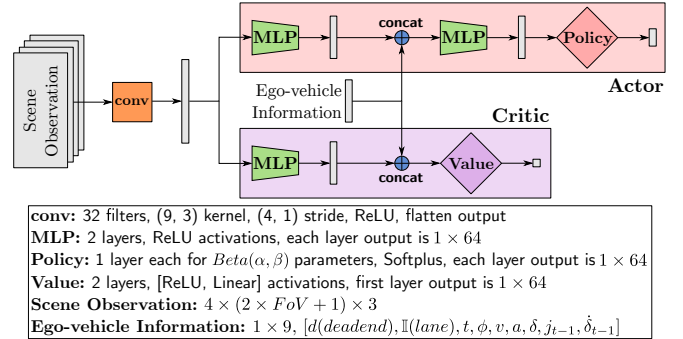 Scene
Observation
conv
MLP
concat
MLP
Policy
Actor
Ego-vehicle
Information
Critic
MLP
concat
Value
conv: 32 filters, (9, 3) kernel, (4, 1) stride, ReLU, flatten output
MLP: 2 layers, ReLU activations, each layer output is 1 × 64
Policy: 1 layer each for Beta(α, β) parameters, Softplus, each layer output is 1 × 64
Value: 2 layers, [ReLU, Linear] activations, first layer output is 1 × 64
Scene Observation: 4 × (2 × FoV + 1) × 3
Ego-vehicle Information: 1 × 9, [d(deadend), 𝕀(lane), t, ϕ, v, a, δ, j_{t−1}, δ̇_{t−1}]